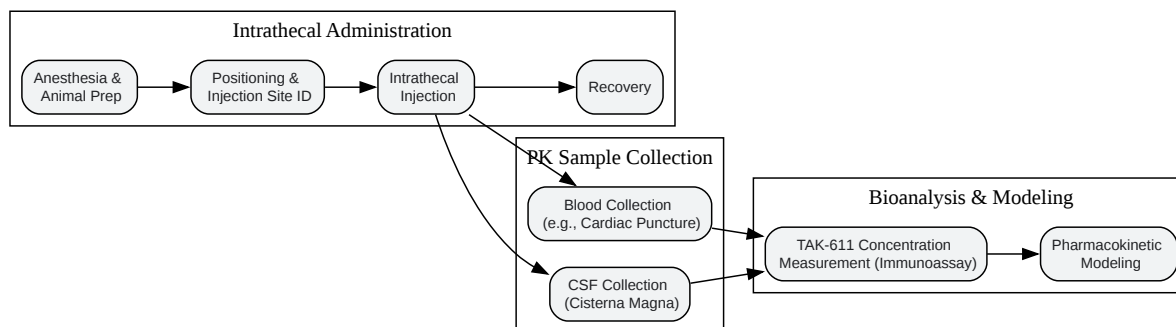 Intrathecal Administration
Anesthesia &
Animal Prep
Positioning &
Injection Site ID
Intrathecal
Injection
Recovery
PK Sample Collection
Blood Collection
(e.g., Cardiac Puncture)
CSF Collection
(Cisterna Magna)
Bioanalysis & Modeling
TAK-611 Concentration
Measurement (Immunoassay)
Pharmacokinetic
Modeling